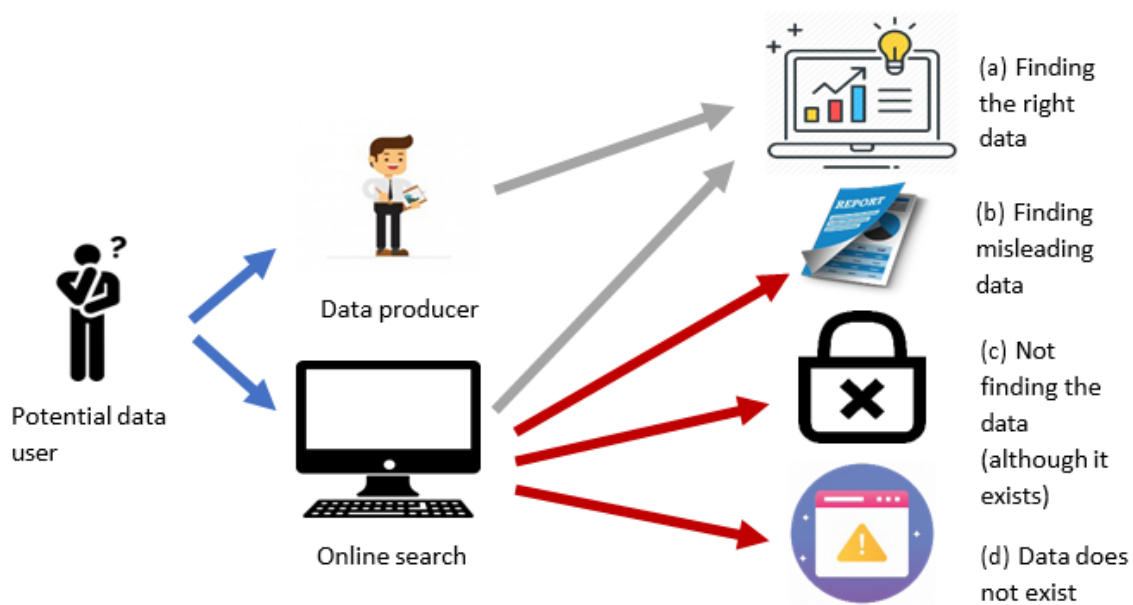 (a) Finding
the right
data
REPORT
(b) Finding
misleading
data
?
Data producer
Potential data
user
(c) Not
finding the
data
(although it
exists)
!
Online search
(d) Data does
not exist